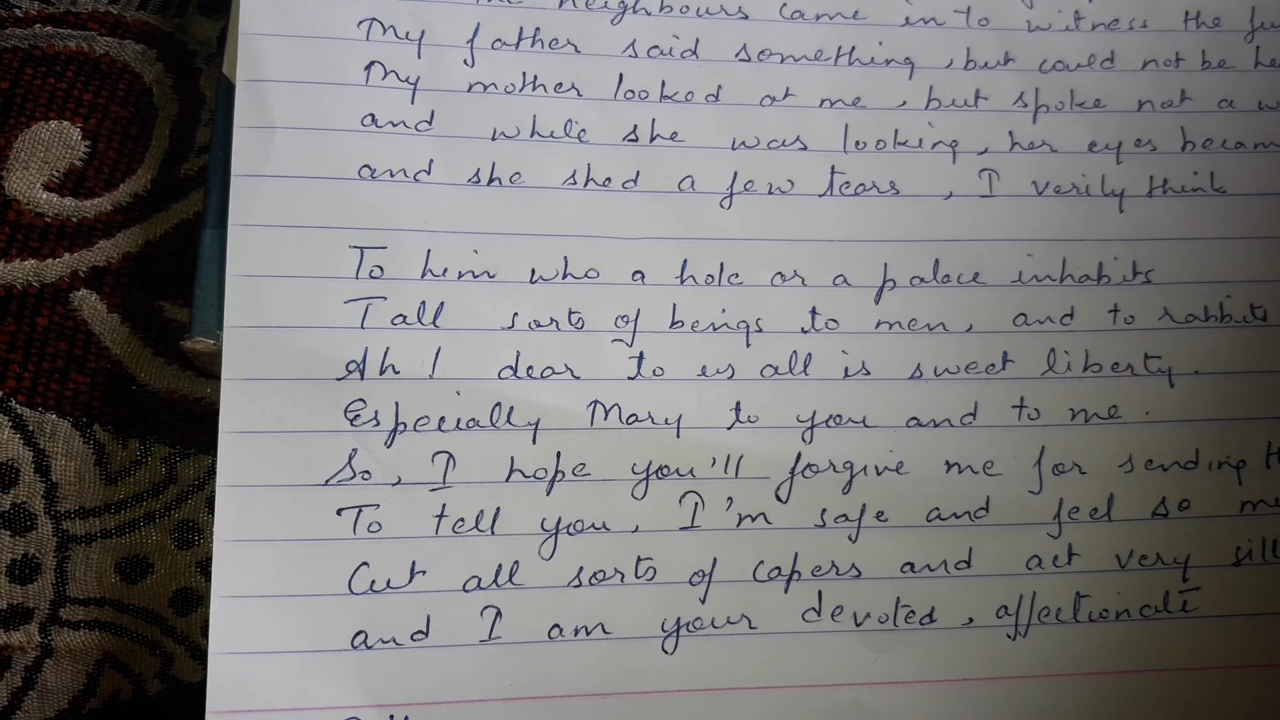 neighbours came into witness the
My father said something, but could not be
My mother looked at me, but spoke not a
and while she was looking, her eyes
and she shed a few tears, I verily think
To him who a hole or a palace inhabits
Tall sorts of beings to men, and to rabbits
Ah! dear to us all is sweet liberty.
Especially Mary to you and to me.
So, I hope you'll forgive me for sending
To tell you, I'm safe and feel so
Cut all sorts of capers and act very
and I am your devoted, affectionate